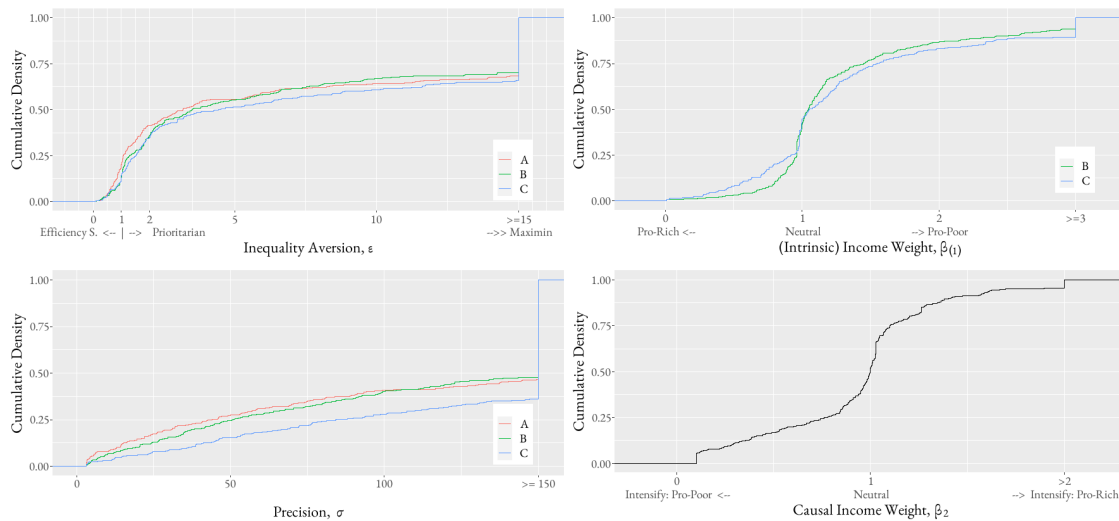 1.00
0.75
0.50
0.25
0.00
Cumulative Density
A
B
C
0 1 2 5 10 >=15
Efficiency S. <-- | --> Prioritarian -->> Maximin
Inequality Aversion, ε
1.00
0.75
0.50
0.25
0.00
Cumulative Density
B
C
0 1 2 >=3
Pro-Rich <-- Neutral --> Pro-Poor
(Intrinsic) Income Weight, β(1)
1.00
0.75
0.50
0.25
0.00
Cumulative Density
A
B
C
0 50 100 >= 150
Precision, σ
1.00
0.75
0.50
0.25
0.00
Cumulative Density
0 1 >2
Intensify: Pro-Poor <-- Neutral --> Intensify: Pro-Rich
Causal Income Weight, β2